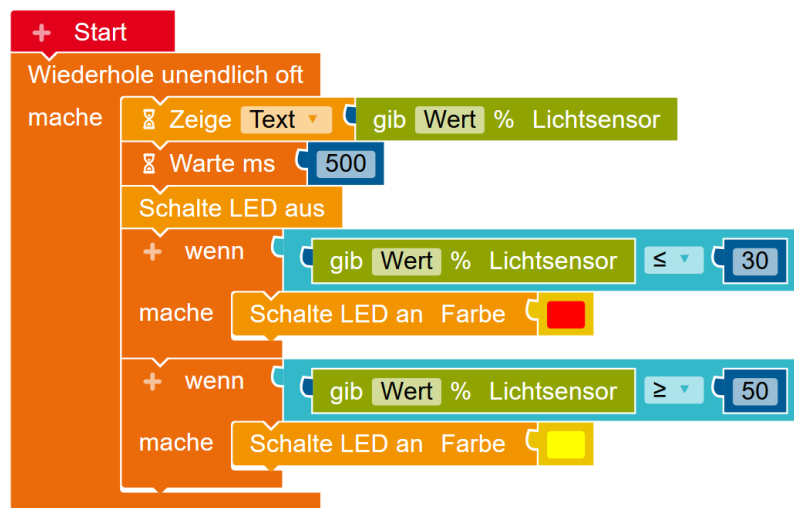 + Start
Wiederhole unendlich oft
mache Zeige Text gib Wert % Lichtsensor
Warte ms 500
Schalte LED aus
+ wenn gib Wert % Lichtsensor ≤ 30
mache Schalte LED an Farbe
+ wenn gib Wert % Lichtsensor ≥ 50
mache Schalte LED an Farbe